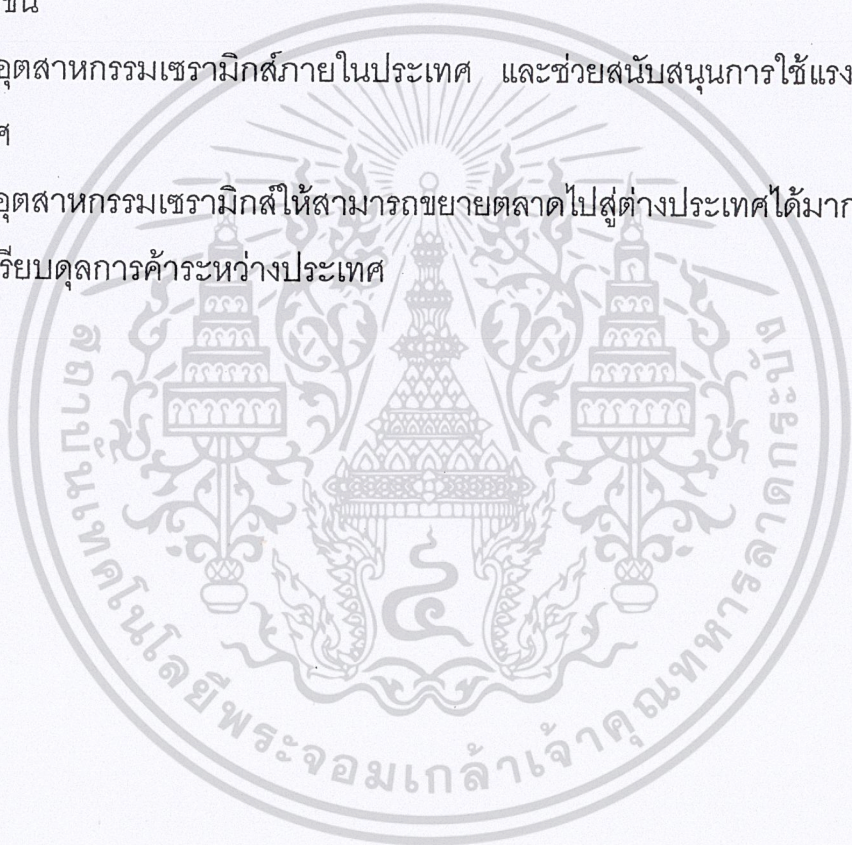 อุตสาหกรรมเซรามิกส์ภายในประเทศ และช่วยสนับสนุนการใช้แรง
ศ
อุตสาหกรรมเซรามิกส์ให้สามารถขยายตลาดไปสู่ต่างประเทศได้มาก
รียบดุลการค้าระหว่างประเทศ
สถาบันเทคโนโลยีพระจอมเกล้าเจ้าคุณทหารลาดกระบัง
๔